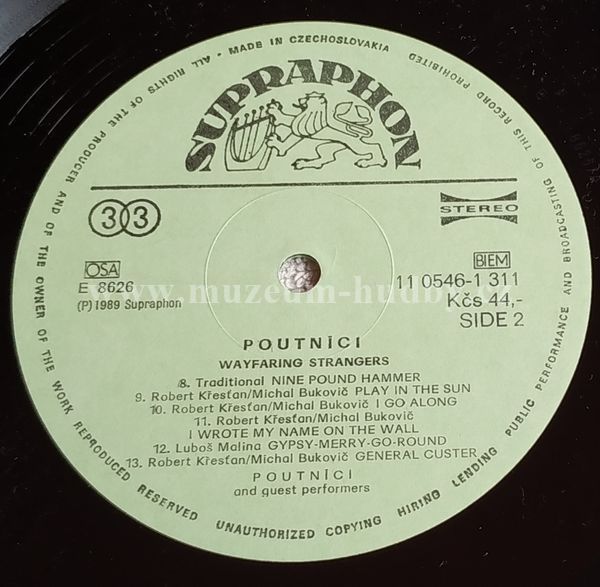 SUPRAPHON
ALL RIGHTS OF THE PRODUCER AND OF THE OWNER OF THE WORK REPRODUCED RESERVED UNAUTHORIZED COPYING HIRING LENDING PUBLIC PERFORMANCE AND BROADCASTING OF THIS RECORD PROHIBITED • MADE IN CZECHOSLOVAKIA •
33
STEREO
OSA
E 8626
(P) 1989 Supraphon
BIEM
11 0546-1 311
Kčs 44,-
SIDE 2
www.muzeum-hudby.cz
POUTNÍCI
WAYFARING STRANGERS
8. Traditional NINE POUND HAMMER
9. Robert Křesťan/Michal Bukovič PLAY IN THE SUN
10. Robert Křesťan/Michal Bukovič I GO ALONG
11. Robert Křesťan/Michal Bukovič
I WROTE MY NAME ON THE WALL
12. Luboš Malina GYPSY-MERRY-GO-ROUND
13. Robert Křesťan/Michal Bukovič GENERAL CUSTER
POUTNÍCI
and guest performers